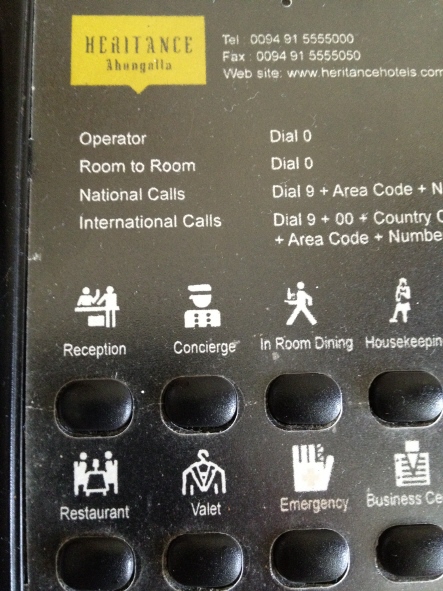 HERITANCE
Ahungalla
Tel : 0094 91 5555000
Fax : 0094 91 5555050
Web site: www.heritancehotels.com
Operator Dial 0
Room to Room Dial 0
National Calls Dial 9 + Area Code + N
International Calls Dial 9 + 00 + Country C
+ Area Code + Numbe
Reception Concierge In Room Dining Housekeepin
Restaurant Valet Emergency Business Ce